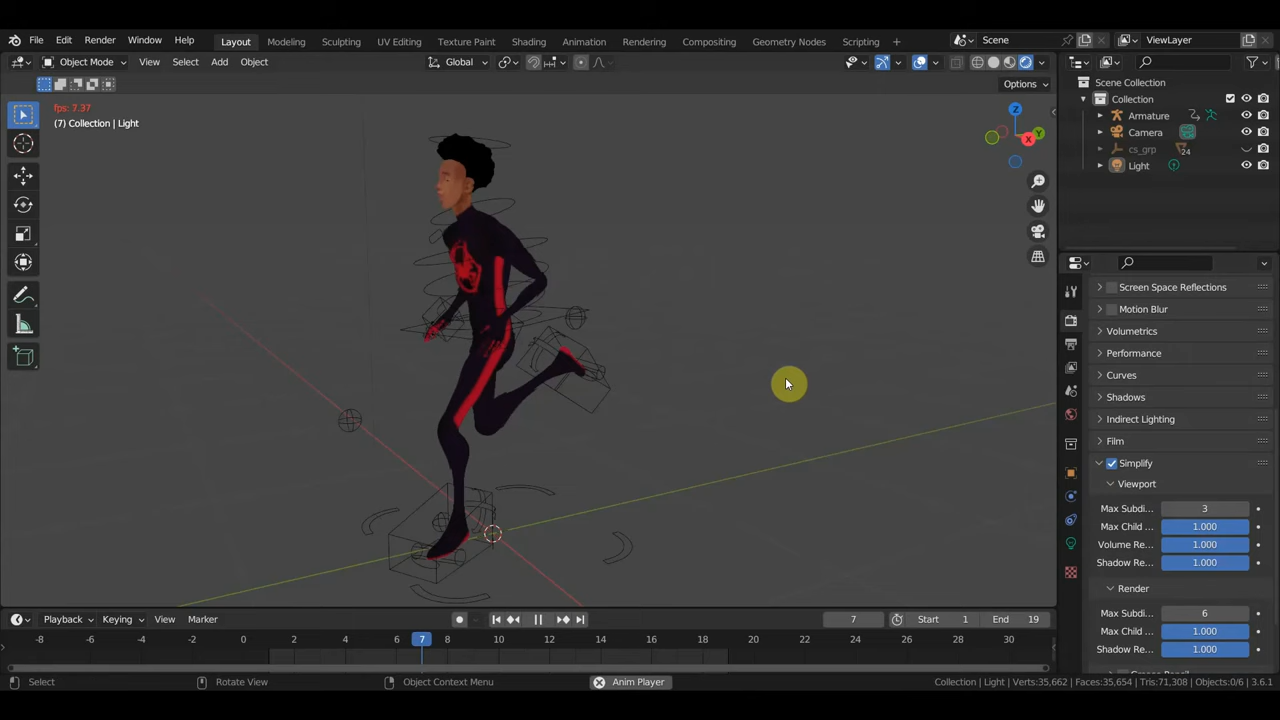 File Edit Render Window Help Layout Modeling Sculpting UV Editing Texture Paint Shading Animation Rendering Compositing Geometry Nodes Scripting + Scene ViewLayer
Object Mode View Select Add Object Global
Options
fps: 7.37
(7) Collection | Light
Z
Y
X
Scene Collection
Collection
Armature
Camera
cs_grp 24
Light
Screen Space Reflections
Motion Blur
Volumetrics
Performance
Curves
Shadows
Indirect Lighting
Film
Simplify
Viewport
Max Subdi... 3
Max Child ... 1.000
Volume Re... 1.000
Shadow Re... 1.000
Render
Max Subdi... 6
Max Child ... 1.000
Shadow Re... 1.000
Playback Keying View Marker 7 Start 1 End 19
-8 -6 -4 -2 0 2 4 6 7 8 10 12 14 16 18 20 22 24 26 28 30
Select Rotate View Object Context Menu Anim Player Collection | Light | Verts:35,662 | Faces:35,654 | Tris:71,308 | Objects:0/6 | 3.6.1